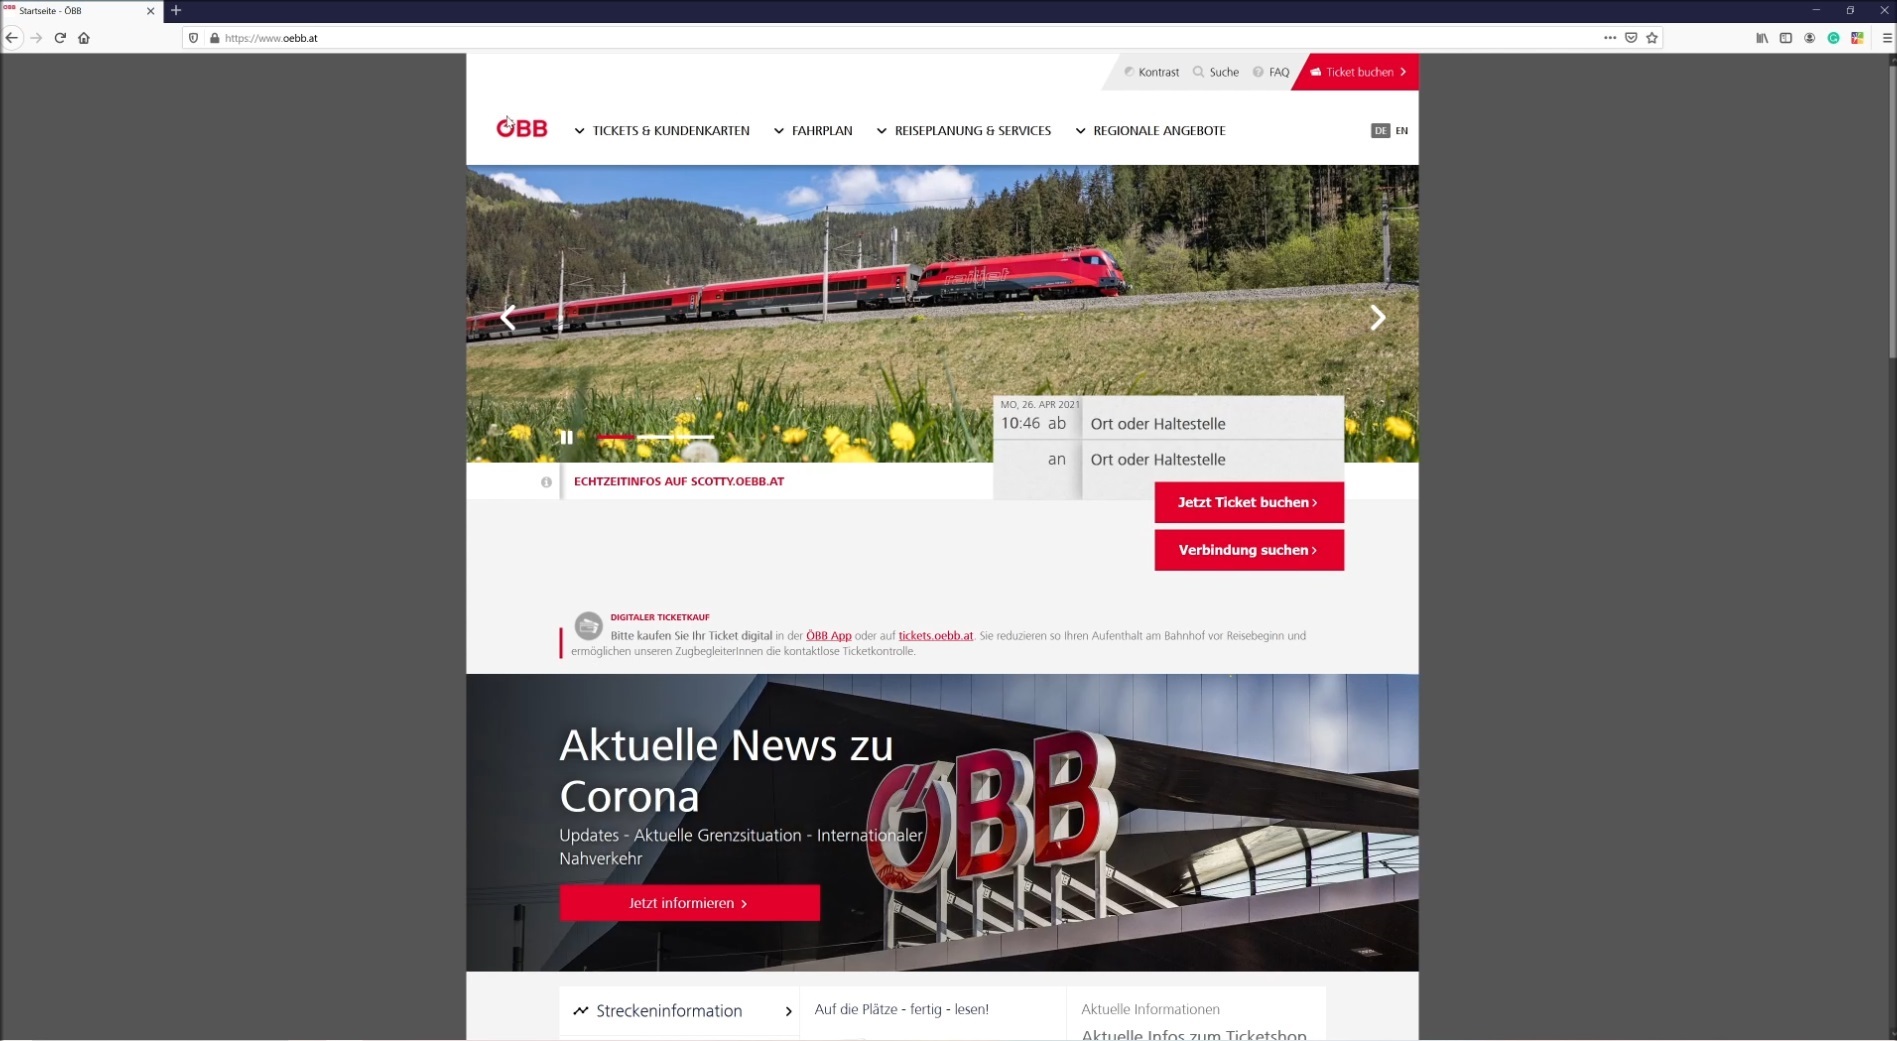 Startseite - ÖBB
https://www.oebb.at
Kontrast Suche FAQ Ticket buchen
ÖBB TICKETS & KUNDENKARTEN FAHRPLAN REISEPLANUNG & SERVICES REGIONALE ANGEBOTE DE EN
railjet
MO, 26. APR 2021
10:46 ab Ort oder Haltestelle
an Ort oder Haltestelle
ECHTZEITINFOS AUF SCOTTY.OEBB.AT
Jetzt Ticket buchen
Verbindung suchen
DIGITALER TICKETKAUF
Bitte kaufen Sie Ihr Ticket digital in der ÖBB App oder auf tickets.oebb.at. Sie reduzieren so Ihren Aufenthalt am Bahnhof vor Reisebeginn und
ermöglichen unseren ZugbegleiterInnen die kontaktlose Ticketkontrolle.
Aktuelle News zu
Corona
Updates - Aktuelle Grenzsituation - Internationaler
Nahverkehr
Jetzt informieren
ÖBB
Streckeninformation
Auf die Plätze - fertig - lesen!
Aktuelle Informationen
Aktuelle Infos zum Ticketshop